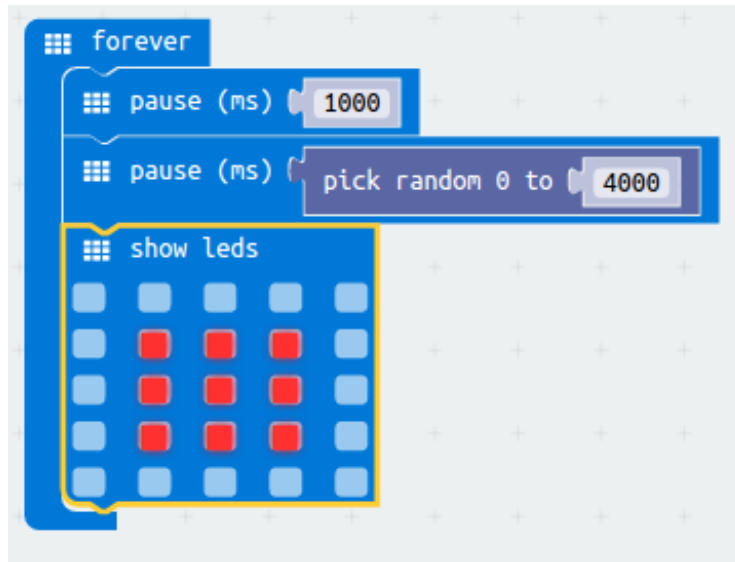 forever
pause (ms) 1000
pause (ms) pick random 0 to 4000
show leds